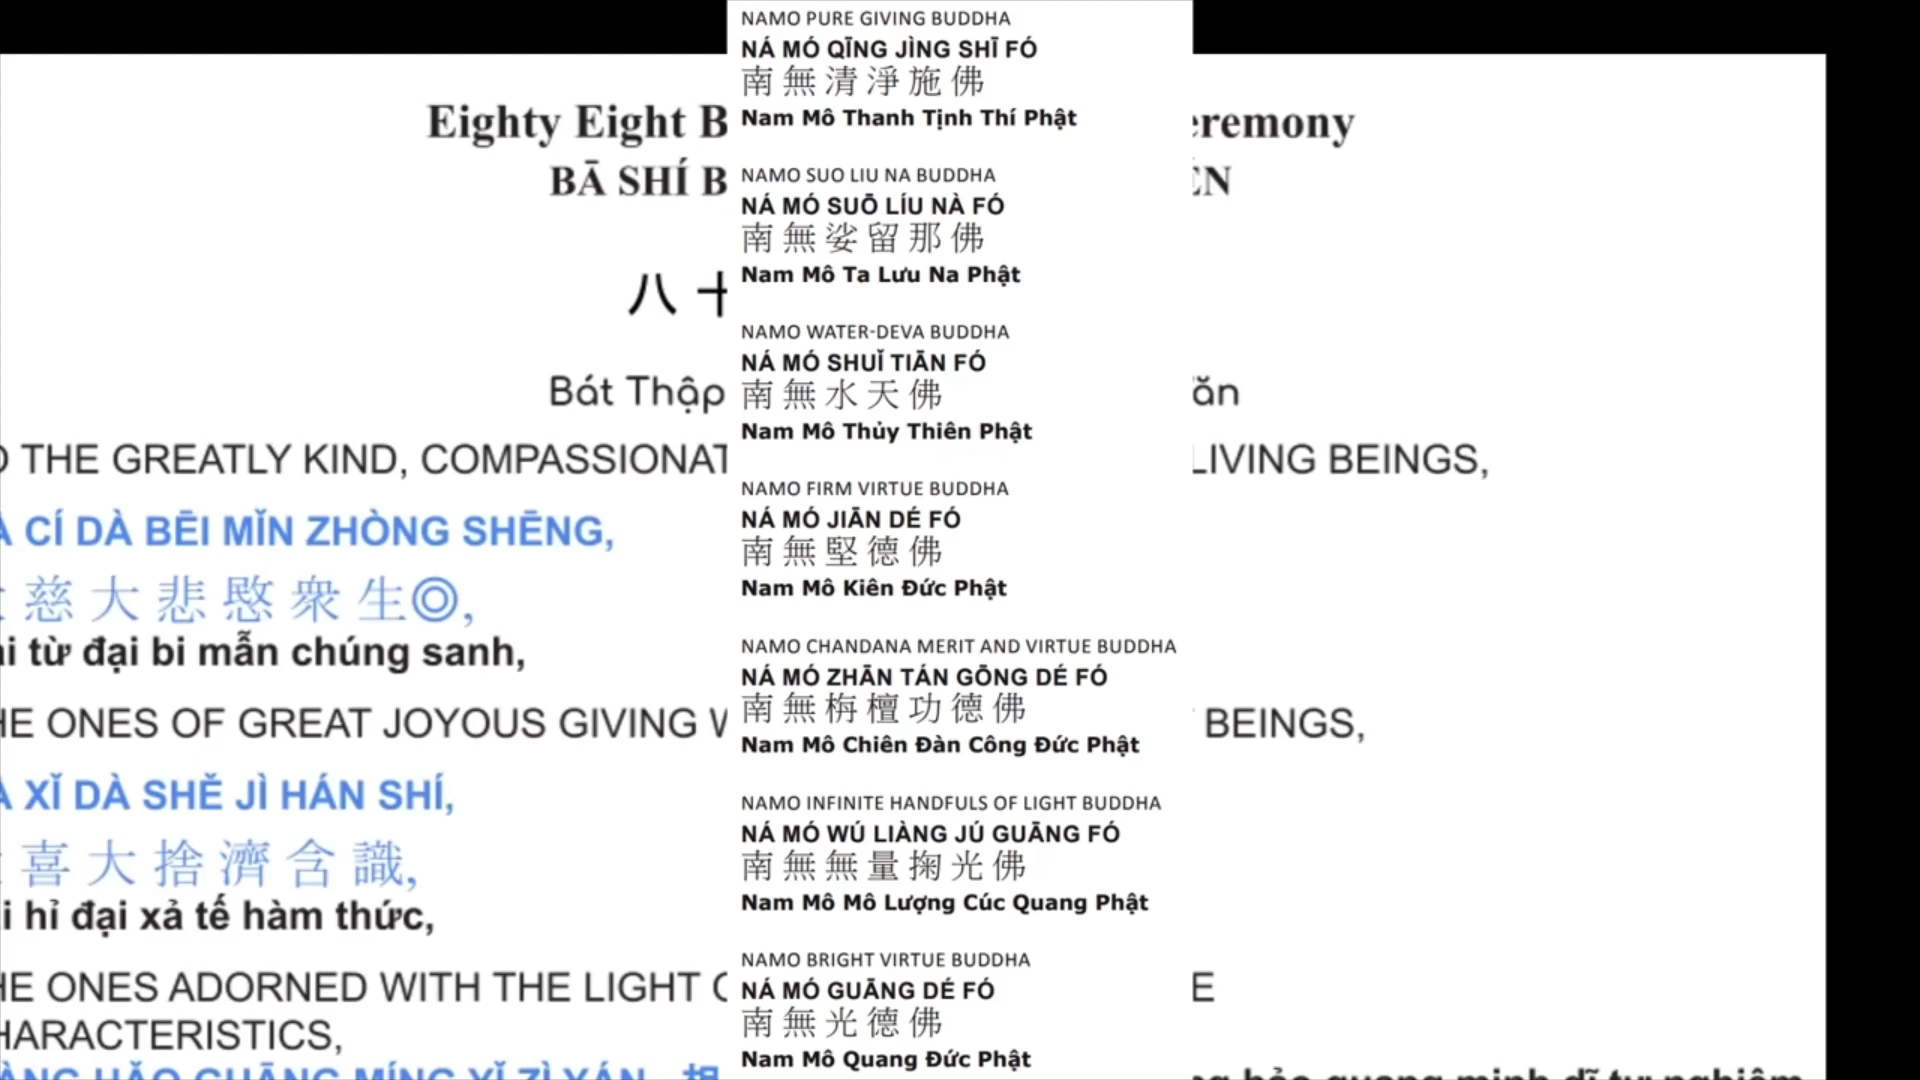 NAMO PURE GIVING BUDDHA
NÁ MÓ QĪNG JÌNG SHĪ FÓ
南無清淨施佛
Nam Mô Thanh Tịnh Thí Phật
NAMO SUO LIU NA BUDDHA
NÁ MÓ SUŌ LÍU NÀ FÓ
南無娑留那佛
Nam Mô Ta Lưu Na Phật
NAMO WATER-DEVA BUDDHA
NÁ MÓ SHUǏ TIĀN FÓ
南無水天佛
Nam Mô Thủy Thiên Phật
NAMO FIRM VIRTUE BUDDHA
NÁ MÓ JIĀN DÉ FÓ
南無堅德佛
Nam Mô Kiên Đức Phật
NAMO CHANDANA MERIT AND VIRTUE BUDDHA
NÁ MÓ ZHĀN TÁN GŌNG DÉ FÓ
南無栴檀功德佛
Nam Mô Chiên Đàn Công Đức Phật
NAMO INFINITE HANDFULS OF LIGHT BUDDHA
NÁ MÓ WÚ LIÀNG JÚ GUĀNG FÓ
南無無量掬光佛
Nam Mô Mô Lượng Cúc Quang Phật
NAMO BRIGHT VIRTUE BUDDHA
NÁ MÓ GUĀNG DÉ FÓ
南無光德佛
Nam Mô Quang Đức Phật
Eighty Eight
BĀ SHÍ
八
Bát Thập
THE GREATLY KIND, LIVING BEINGS,
CÍ DÀ BĒI MǏN ZHÒNG SHĒNG,
慈大悲愍衆生◎,
từ đại bi mẫn chúng sanh,
ONES OF GREAT JOYOUS GIVING BEINGS,
XǏ DÀ SHĚ JÌ HÁN SHÍ,
喜大捨濟含識,
hỉ đại xả tế hàm thức,
ONES ADORNED WITH THE LIGHT